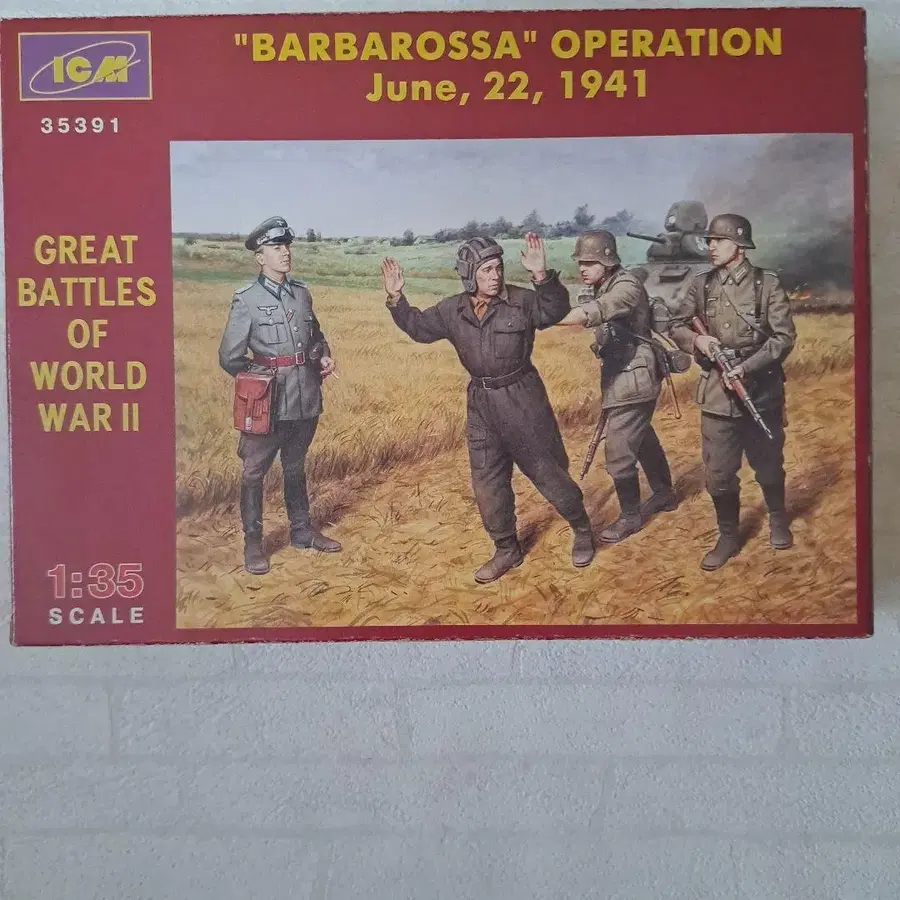 ICM
35391
"BARBAROSSA" OPERATION
June, 22, 1941
GREAT
BATTLES
OF
WORLD
WAR II
1:35
SCALE